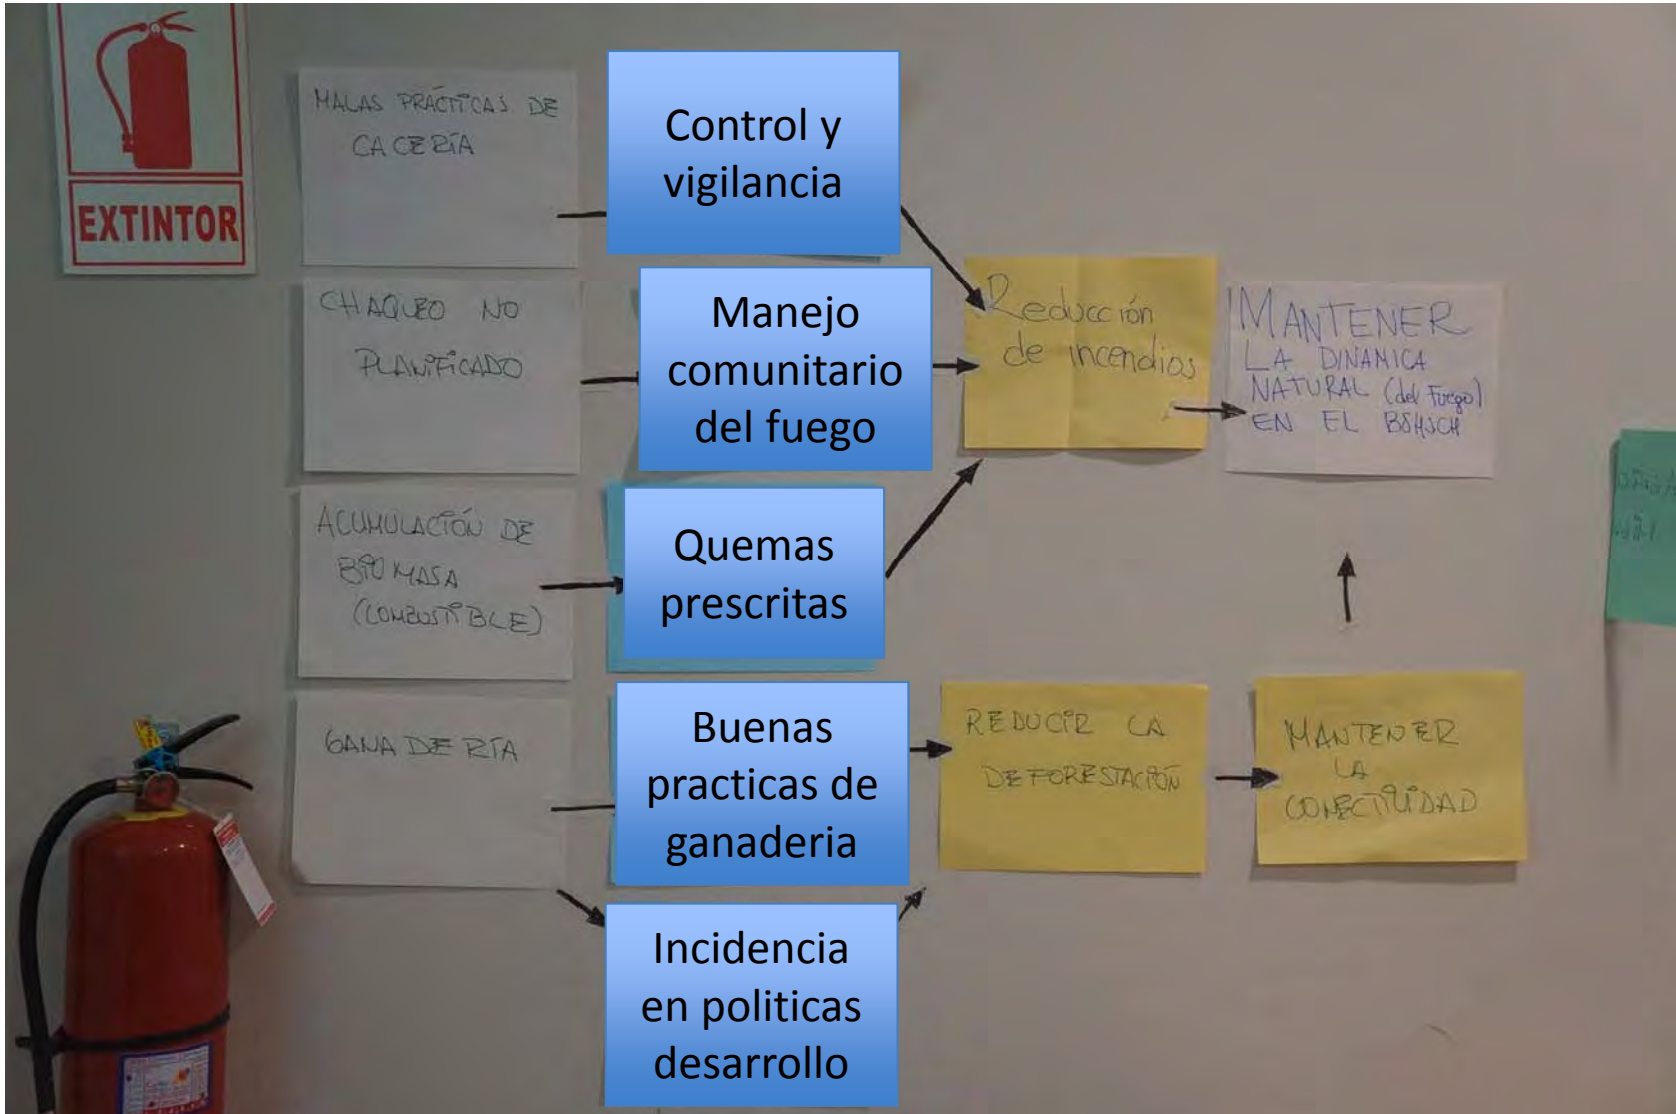 EXTINTOR
MALAS PRÁCTICAS DE
CACERÍA
Control y
vigilancia
CHAQUEO NO
PLANIFICADO
Manejo
comunitario
del fuego
Reducción
de incendios
MANTENER
LA DINAMICA
NATURAL (del Fuego)
EN EL BSHSCH
ACUMULACIÓN DE
BIOMASA
(COMBUSTIBLE)
Quemas
prescritas
GANADERÍA
Buenas
practicas de
ganaderia
REDUCIR LA
DEFORESTACIÓN
MANTENER
LA
CONECTIVIDAD
Incidencia
en politicas
desarrollo